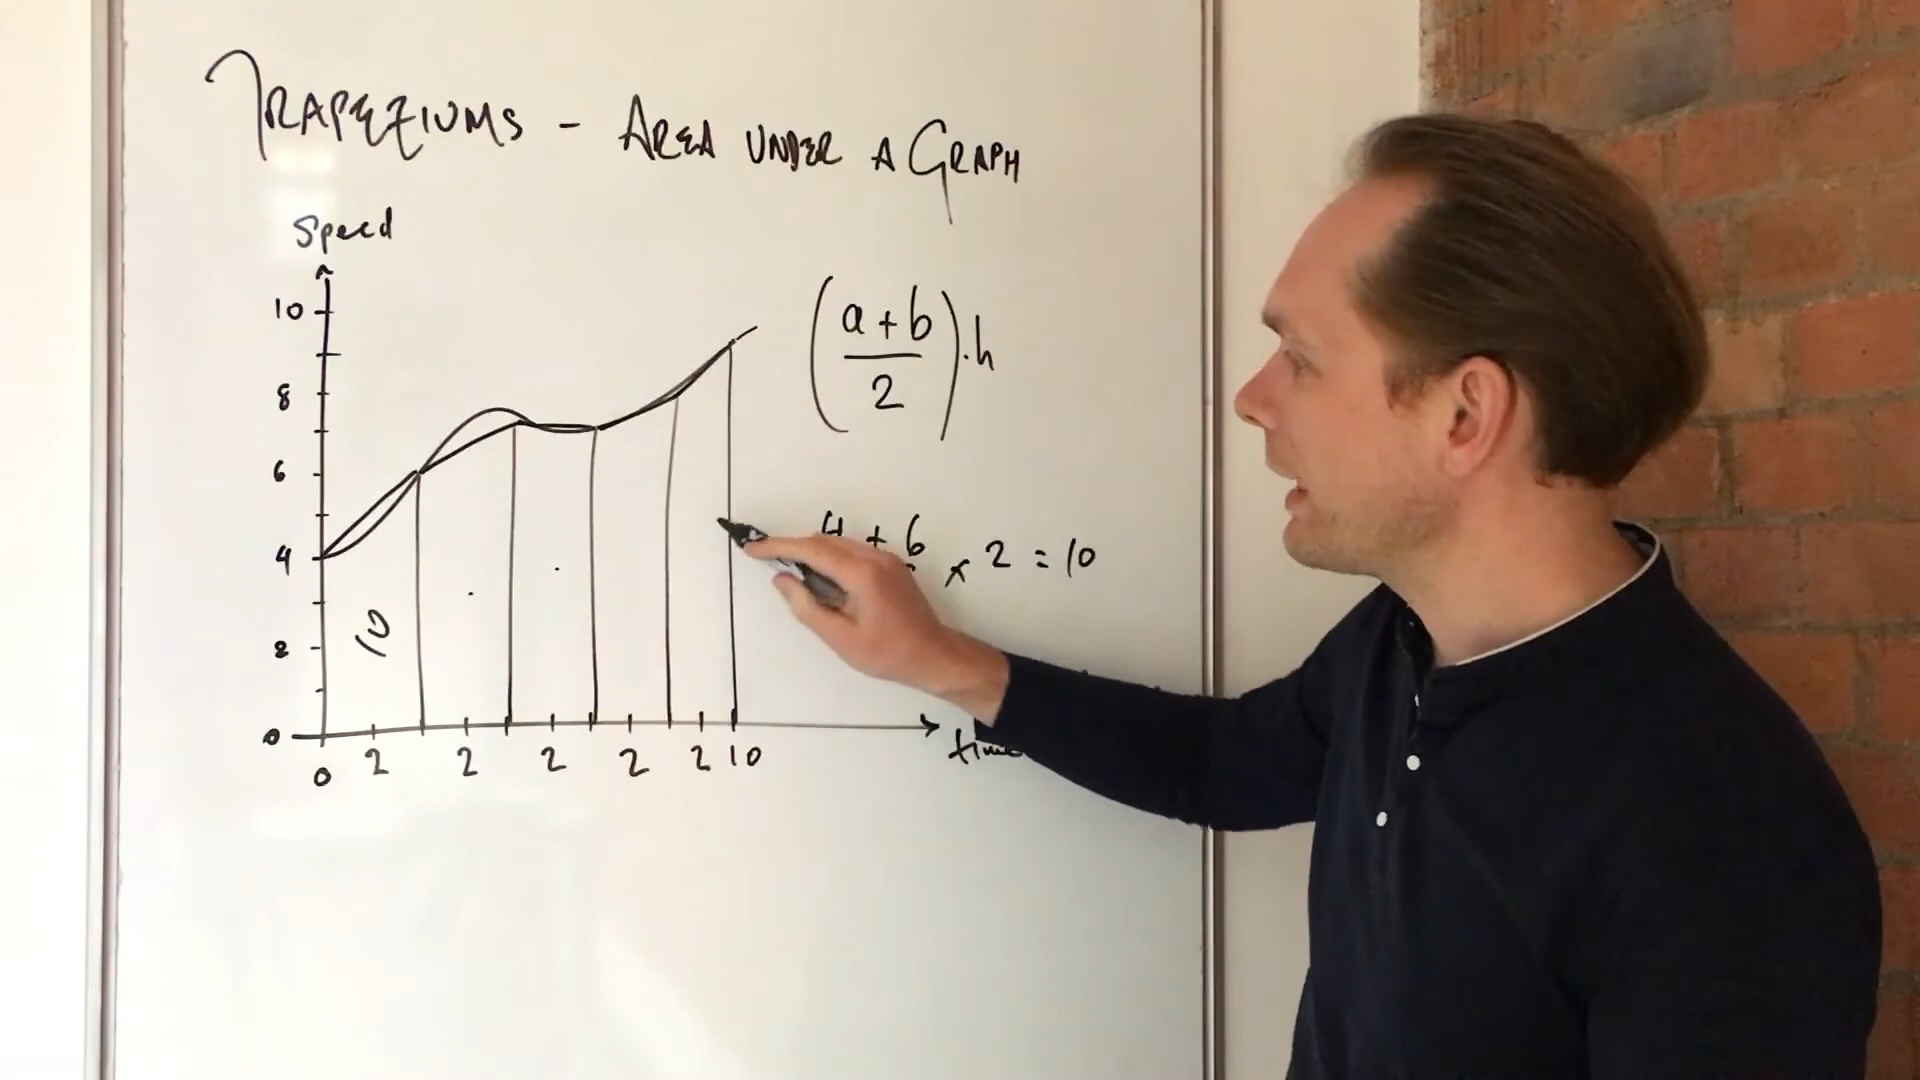 TRAPEZIUMS - AREA UNDER A GRAPH
Speed
10
8
6
4
2
0
0 2 2 2 2 2 10
time
10
(a + b / 2) . h
4 + 6 × 2 = 10